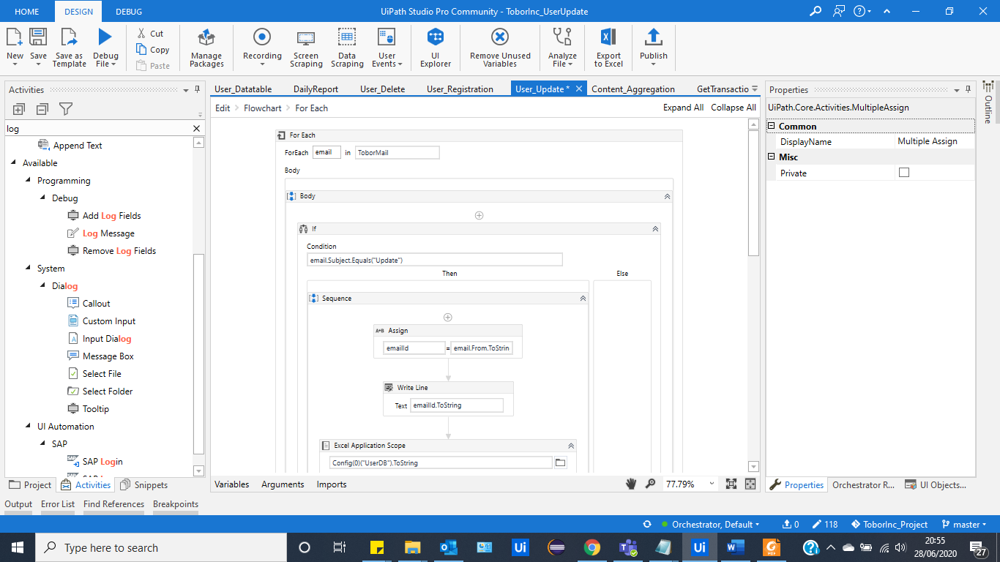 HOME DESIGN DEBUG UiPath Studio Pro Community - ToborInc_UserUpdate
New Save Save as Template Debug File Cut Copy Paste Manage Packages Recording Screen Scraping Data Scraping User Events UI Explorer Remove Unused Variables Analyze File Export to Excel Publish
Activities
log
Append Text
Available
Programming
Debug
Add Log Fields
Log Message
Remove Log Fields
System
Dialog
Callout
Custom Input
Input Dialog
Message Box
Select File
Select Folder
Tooltip
UI Automation
SAP
SAP Login
Project Activities Snippets
User_Datatable DailyReport User_Delete User_Registration User_Update * Content_Aggregation GetTransactio
Edit Flowchart For Each Expand All Collapse All
For Each
ForEach email in ToborMail
Body
Body
If
Condition
email.Subject.Equals("Update")
Then Else
Sequence
Assign
emailId = email.From.ToStrin
Write Line
Text emailId.ToString
Excel Application Scope
Config(0)("UserDB").ToString
Variables Arguments Imports 77.79%
Properties
UiPath.Core.Activities.MultipleAssign
Common
DisplayName Multiple Assign
Misc
Private
Properties Orchestrator R... UI Objects...
Outline
Output Error List Find References Breakpoints
Orchestrator, Default 0 118 ToborInc_Project master
Type here to search
Ui
Ui
PDF
20:55
28/06/2020
27